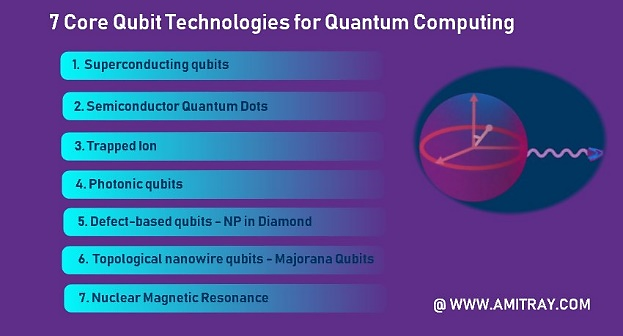 7 Core Qubit Technologies for Quantum Computing
1. Superconducting qubits
2. Semiconductor Quantum Dots
3. Trapped Ion
4. Photonic qubits
5. Defect-based qubits - NP in Diamond
6. Topological nanowire qubits - Majorana Qubits
7. Nuclear Magnetic Resonance
@ WWW.AMITRAY.COM